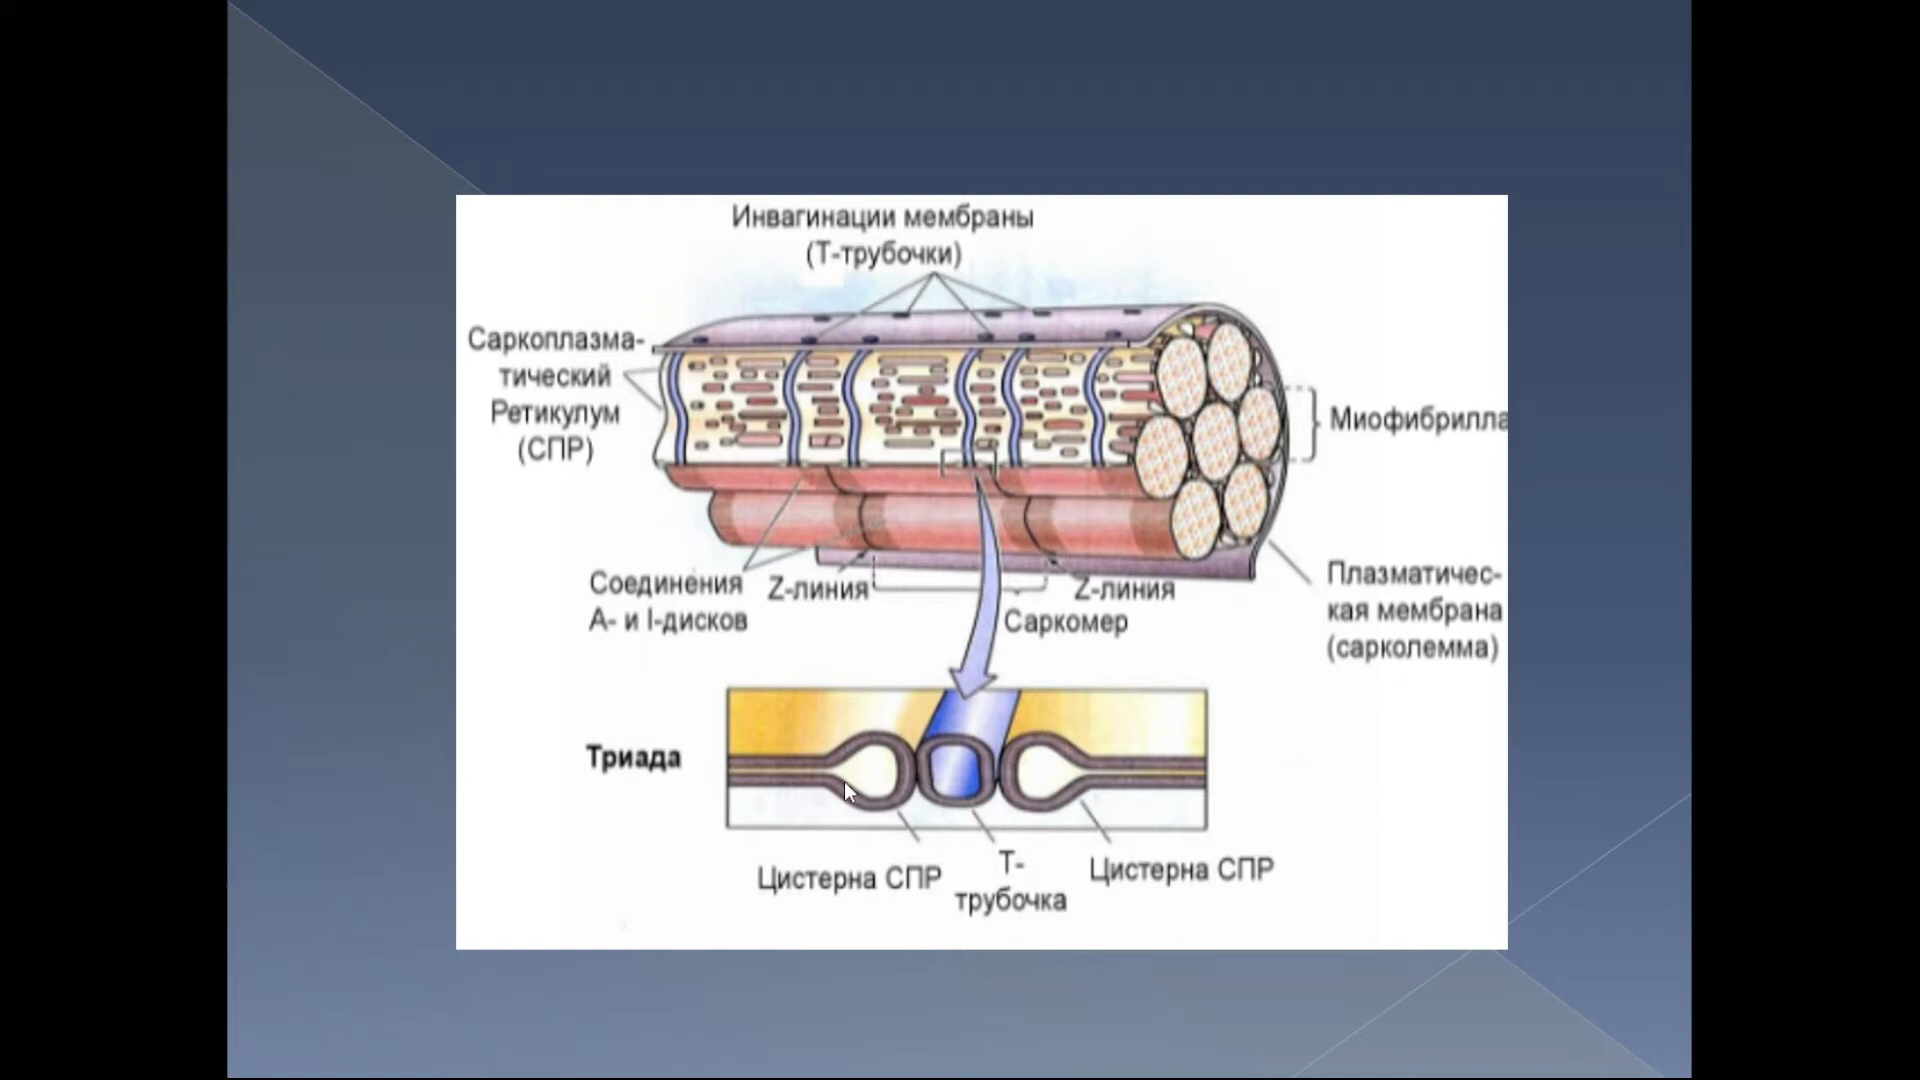 Инвагинации мембраны
(Т-трубочки)
Саркоплазма-
тический
Ретикулум
(СПР)
Миофибрилла
Соединения
А- и I-дисков
Z-линия
Z-линия
Саркомер
Плазматичес-
кая мембрана
(сарколемма)
Триада
Цистерна СПР
Т-
трубочка
Цистерна СПР